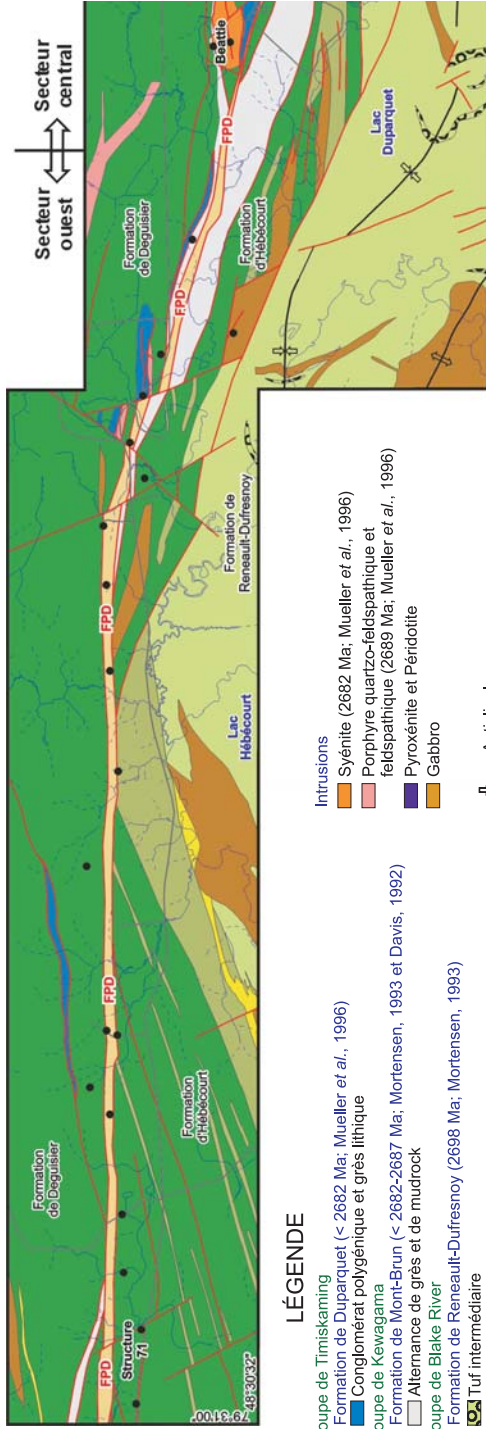 Secteur
ouest
Secteur
central
Formation
de Deguisier
Formation
de Deguisier
FPD
FPD
FPD
FPD
FPD
Beattie
Structure
71
Formation
d'Hébécourt
Formation
d'Hébécourt
Formation de
Reneault-Dufresnoy
Lac
Hébécourt
Lac
Duparquet
79°31'00"
48°30'32"
LÉGENDE
oupe de Timiskaming
Formation de Duparquet (< 2682 Ma; Mueller et al., 1996)
Conglomérat polygénique et grès lithique
oupe de Kewagama
Formation de Mont-Brun (< 2682-2687 Ma; Mortensen, 1993 et Davis, 1992)
Alternance de grès et de mudrock
oupe de Blake River
Formation de Reneault-Dufresnoy (2698 Ma; Mortensen, 1993)
Tuf intermédiaire
Intrusions
Syénite (2682 Ma; Mueller et al., 1996)
Porphyre quartzo-feldspathique et
feldspathique (2689 Ma; Mueller et al., 1996)
Pyroxénite et Péridotite
Gabbro